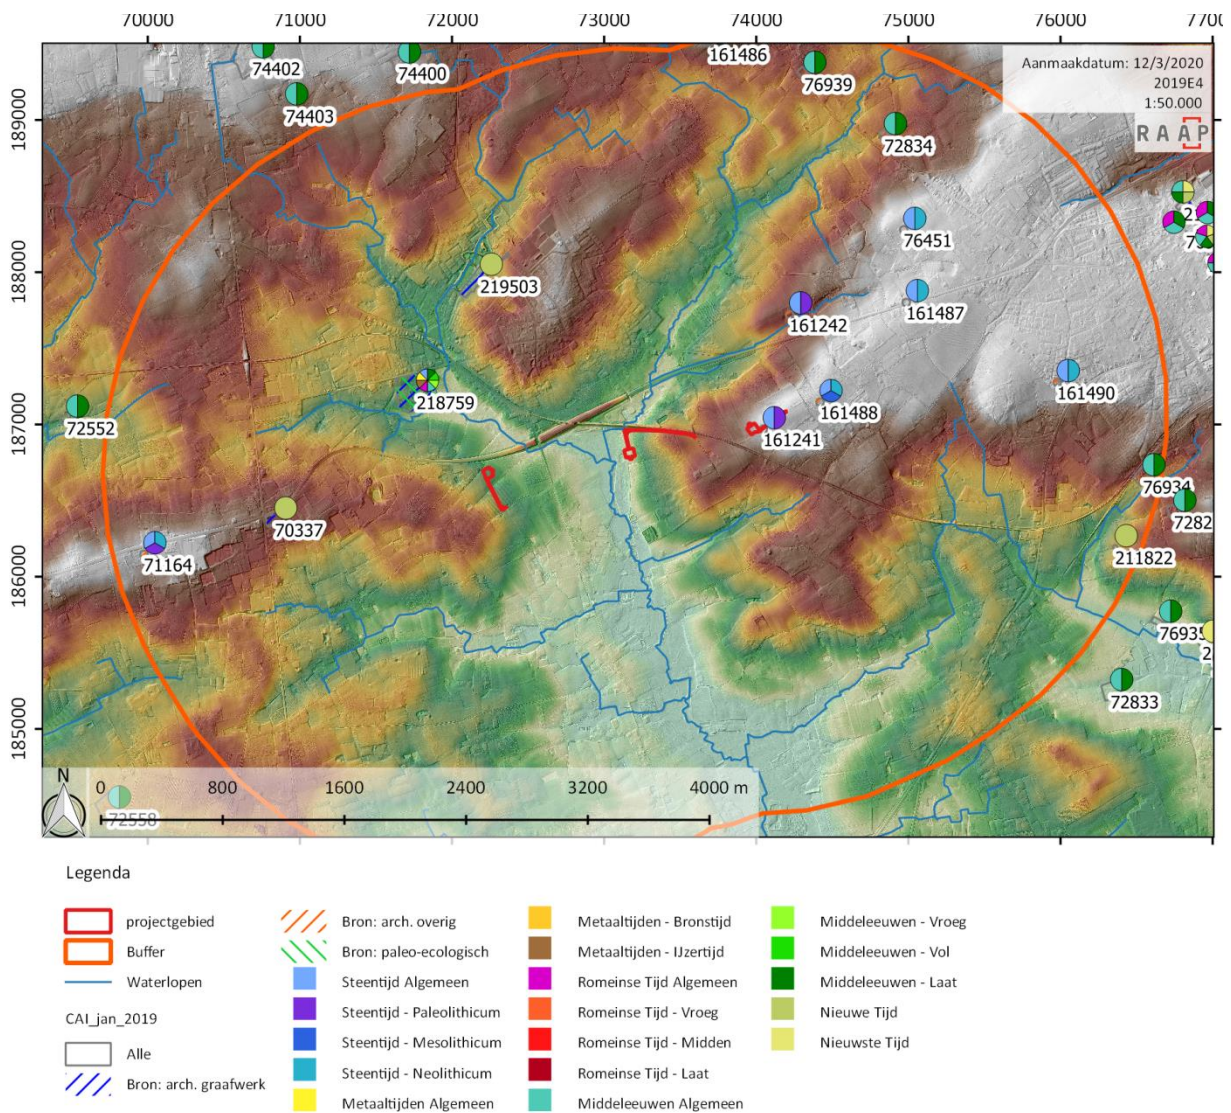 70000 71000 72000 73000 74000 75000 76000
189000
188000
187000
186000
185000
Aanmaakdatum: 12/3/2020
2019E4
1:50.000
RAAP
74402
74400
161486
76939
74403
72834
76451
219503
161487
161242
161490
161488
218759
72552
161241
76934
70337
7282
211822
71164
76935
72833
72558
N
0 800 1600 2400 3200 4000 m
Legenda
projectgebied
Buffer
Waterlopen
CAI_jan_2019
Alle
Bron: arch. graafwerk
Bron: arch. overig
Bron: paleo-ecologisch
Steentijd Algemeen
Steentijd - Paleolithicum
Steentijd - Mesolithicum
Steentijd - Neolithicum
Metaaltijden Algemeen
Metaaltijden - Bronstijd
Metaaltijden - IJzertijd
Romeinse Tijd Algemeen
Romeinse Tijd - Vroeg
Romeinse Tijd - Midden
Romeinse Tijd - Laat
Middeleeuwen Algemeen
Middeleeuwen - Vroeg
Middeleeuwen - Vol
Middeleeuwen - Laat
Nieuwe Tijd
Nieuwste Tijd